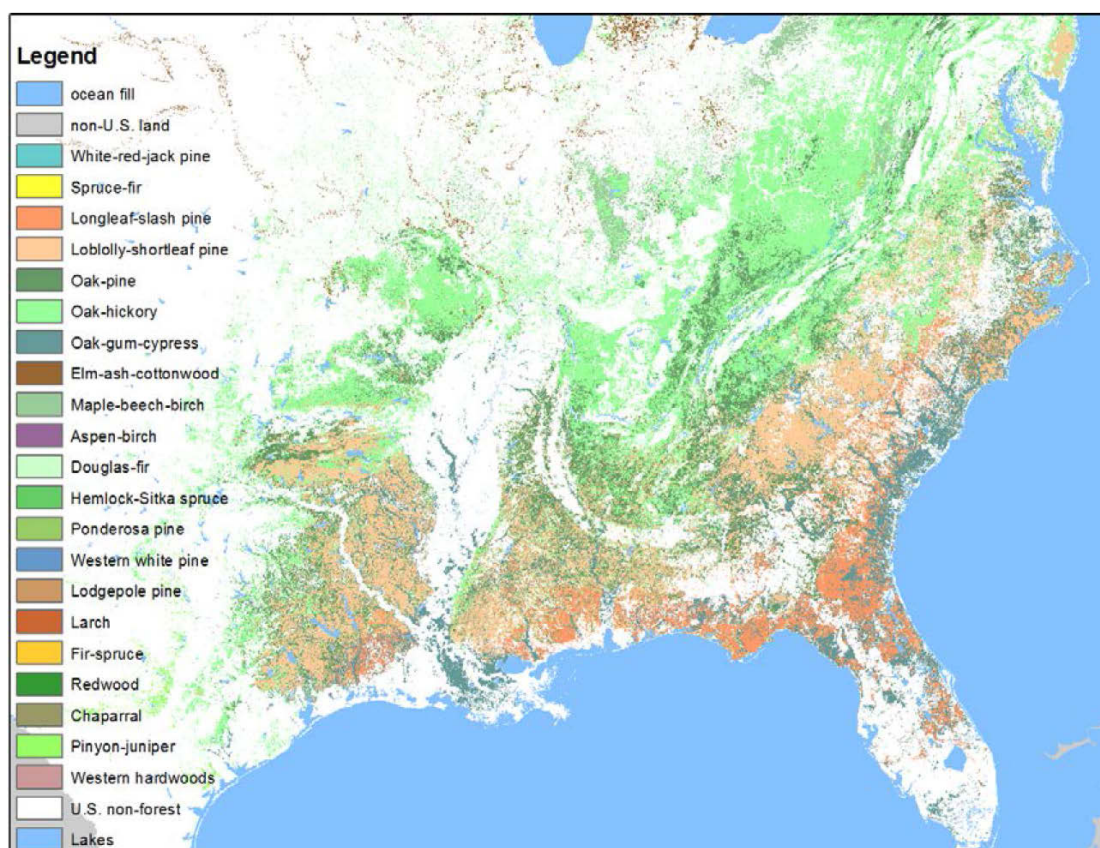 Legend
ocean fill
non-U.S. land
White-red-jack pine
Spruce-fir
Longleaf-slash pine
Loblolly-shortleaf pine
Oak-pine
Oak-hickory
Oak-gum-cypress
Elm-ash-cottonwood
Maple-beech-birch
Aspen-birch
Douglas-fir
Hemlock-Sitka spruce
Ponderosa pine
Western white pine
Lodgepole pine
Larch
Fir-spruce
Redwood
Chaparral
Pinyon-juniper
Western hardwoods
U.S. non-forest
Lakes